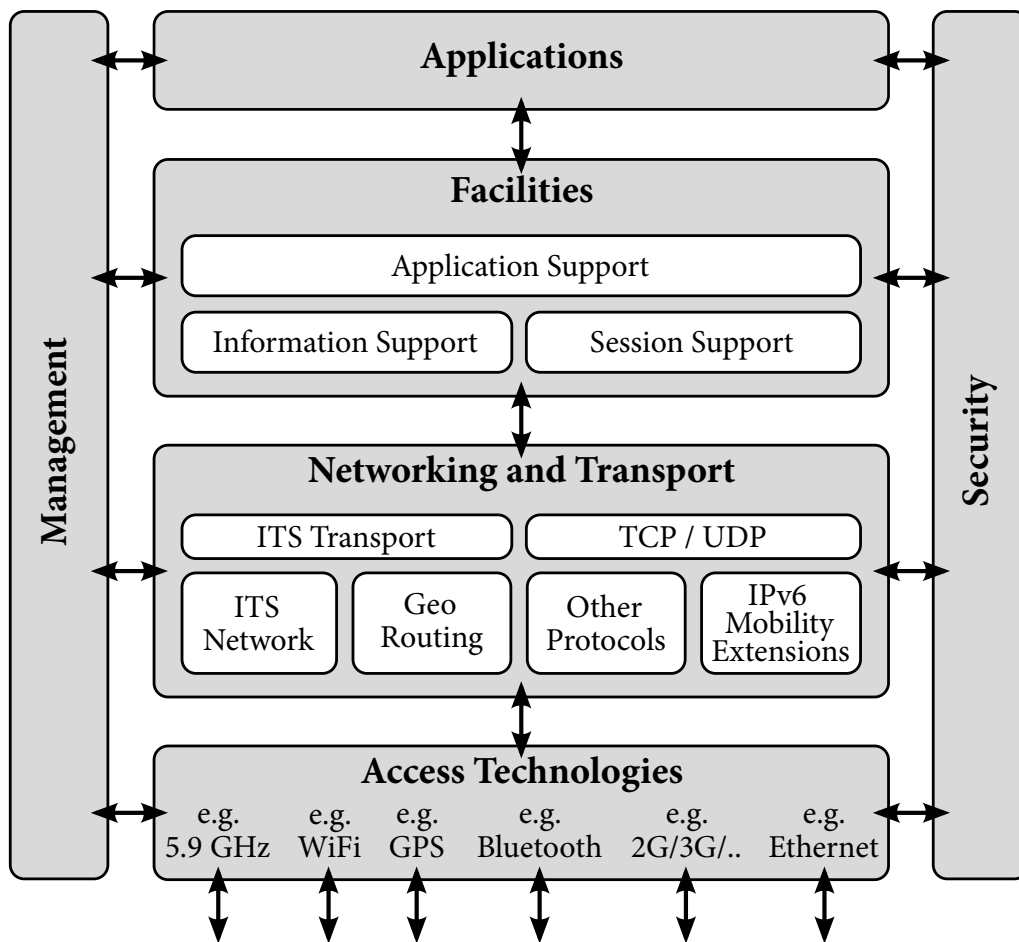 Applications
Facilities
Application Support
Information Support
Session Support
Management
Security
Networking and Transport
ITS Transport
TCP / UDP
ITS
Network
Geo
Routing
Other
Protocols
IPv6
Mobility
Extensions
Access Technologies
e.g.
5.9 GHz
e.g.
WiFi
e.g.
GPS
e.g.
Bluetooth
e.g.
2G/3G/..
e.g.
Ethernet